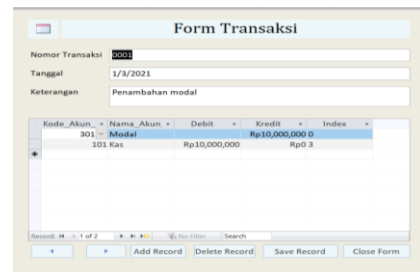 Form Transaksi
Nomor Transaksi 0001
Tanggal 1/3/2021
Keterangan Penambahan modal
Kode_Akun_ Nama_Akun_ Debit Kredit Index
301 Modal Rp10,000,000 0
101 Kas Rp10,000,000 Rp0 3
Record: 1 of 2 No Filter Search
Add Record Delete Record Save Record Close Form